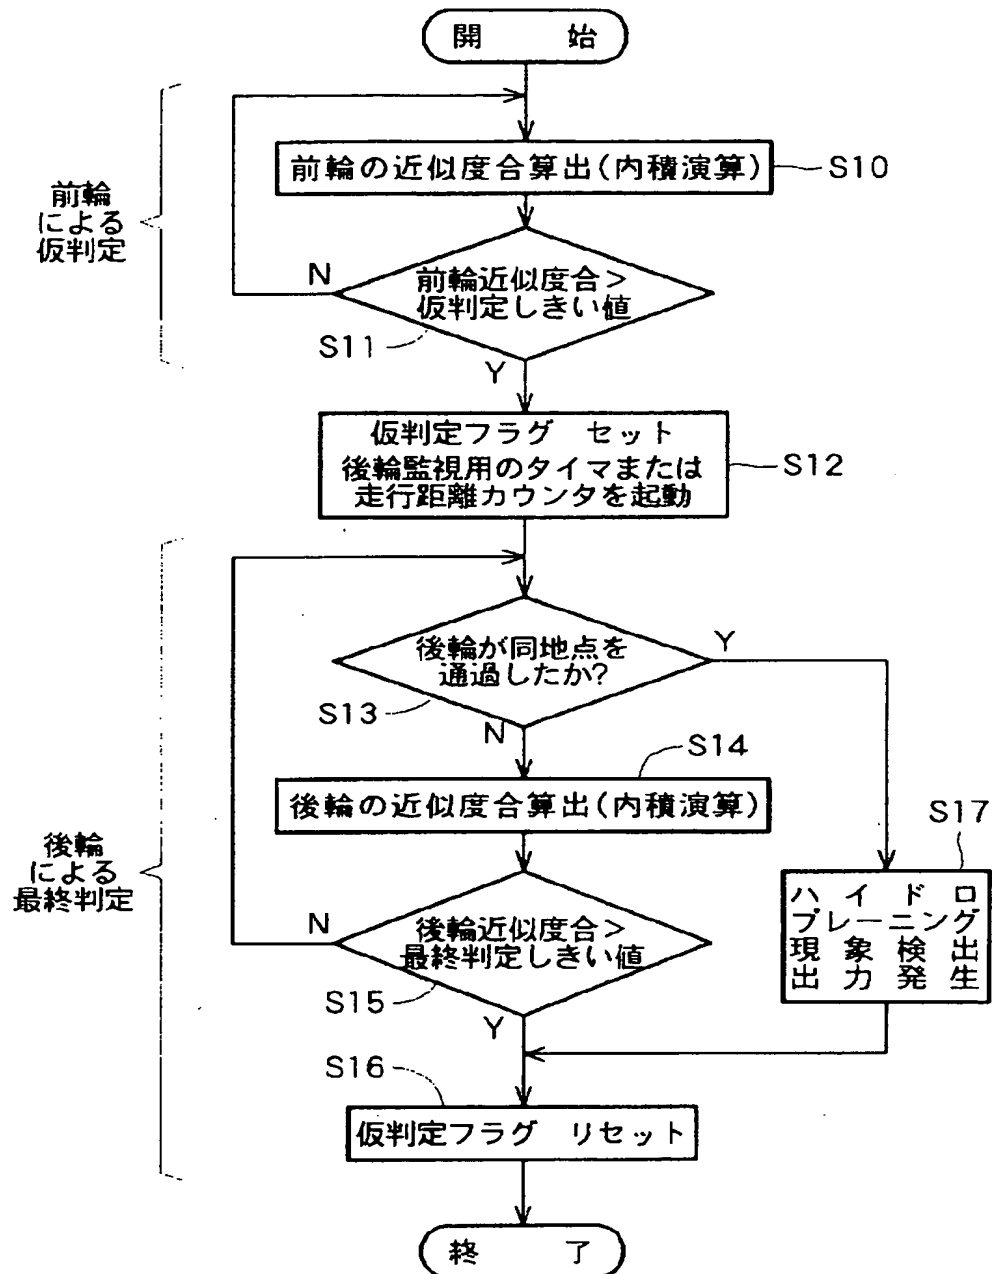 開 始
前輪の近似度合算出(内積演算)
S10
前輪
による
仮判定
N
前輪近似度合>
仮判定しきい値
S11
Y
仮判定フラグ セット
後輪監視用のタイマまたは
走行距離カウンタを起動
S12
後輪が同地点を
通過したか?
Y
S13
N
S14
後輪の近似度合算出(内積演算)
S17
後輪
による
最終判定
ハイドロ
プレーニング
現象検出
出力発生
N
後輪近似度合>
最終判定しきい値
S15
Y
S16
仮判定フラグ リセット
終 了